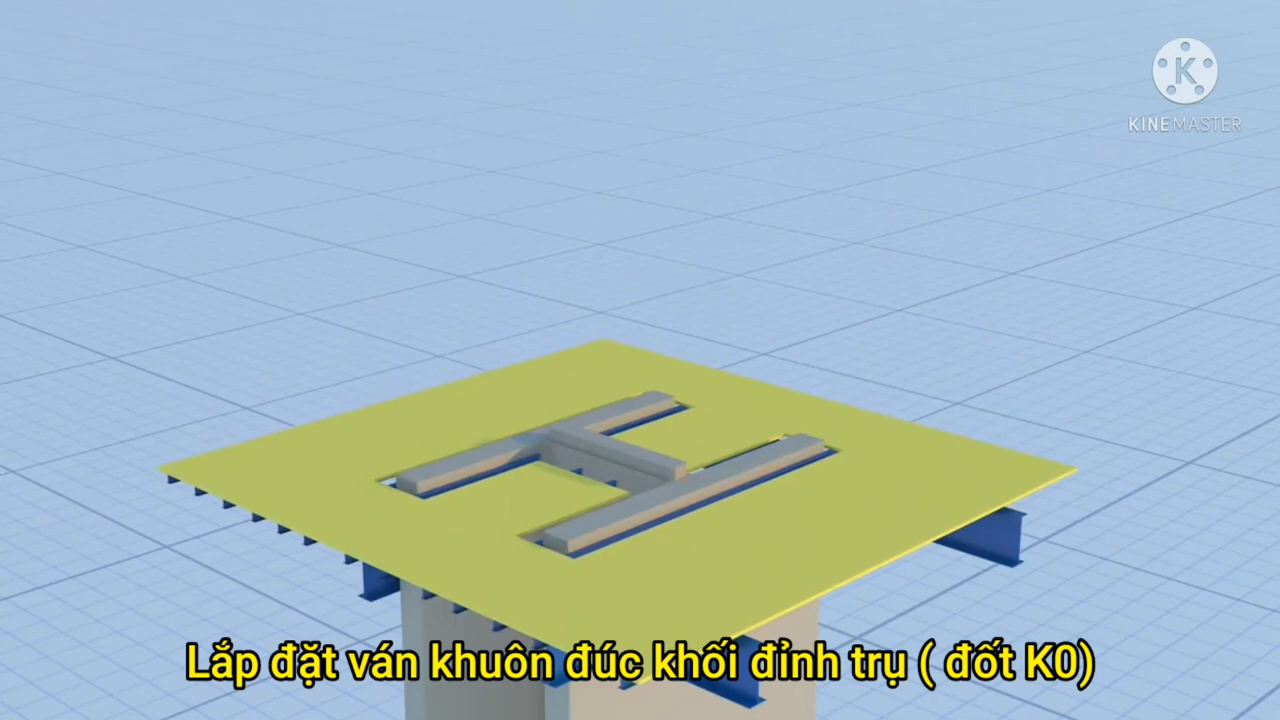 K
KINEMASTER
Lắp đặt ván khuôn đúc khối đỉnh trụ ( đốt K0)